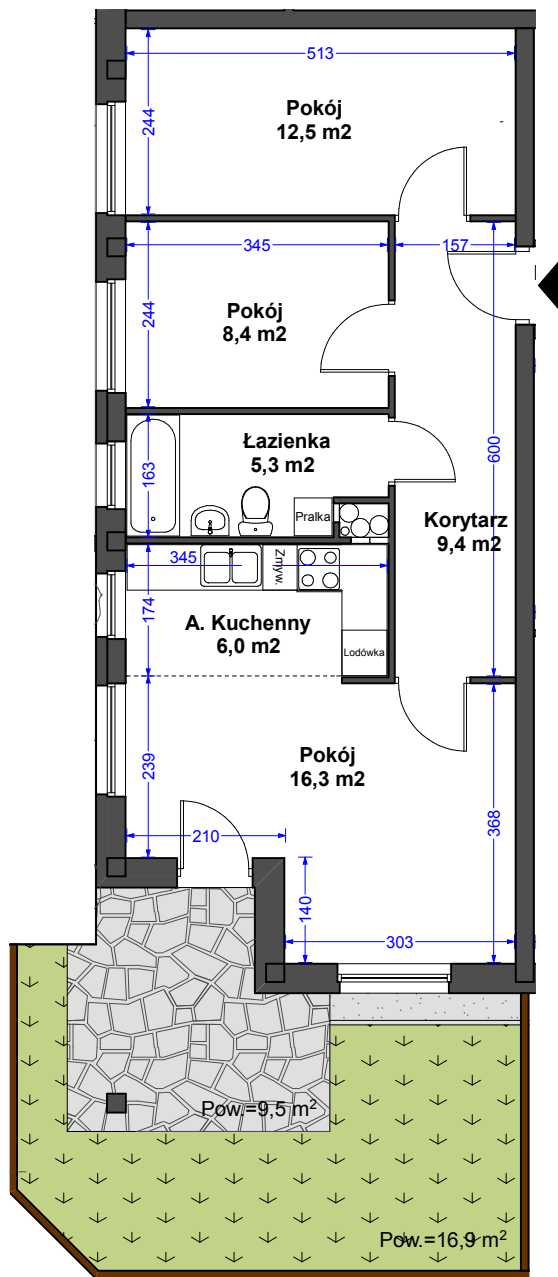 513
244
Pokój
12,5 m2
345
157
244
Pokój
8,4 m2
600
163
Łazienka
5,3 m2
Pralka
Korytarz
9,4 m2
345
Zmyw.
174
A. Kuchenny
6,0 m2
Lodówka
239
Pokój
16,3 m2
368
210
140
303
Pow.=9,5 m²
Pow.=16,9 m²